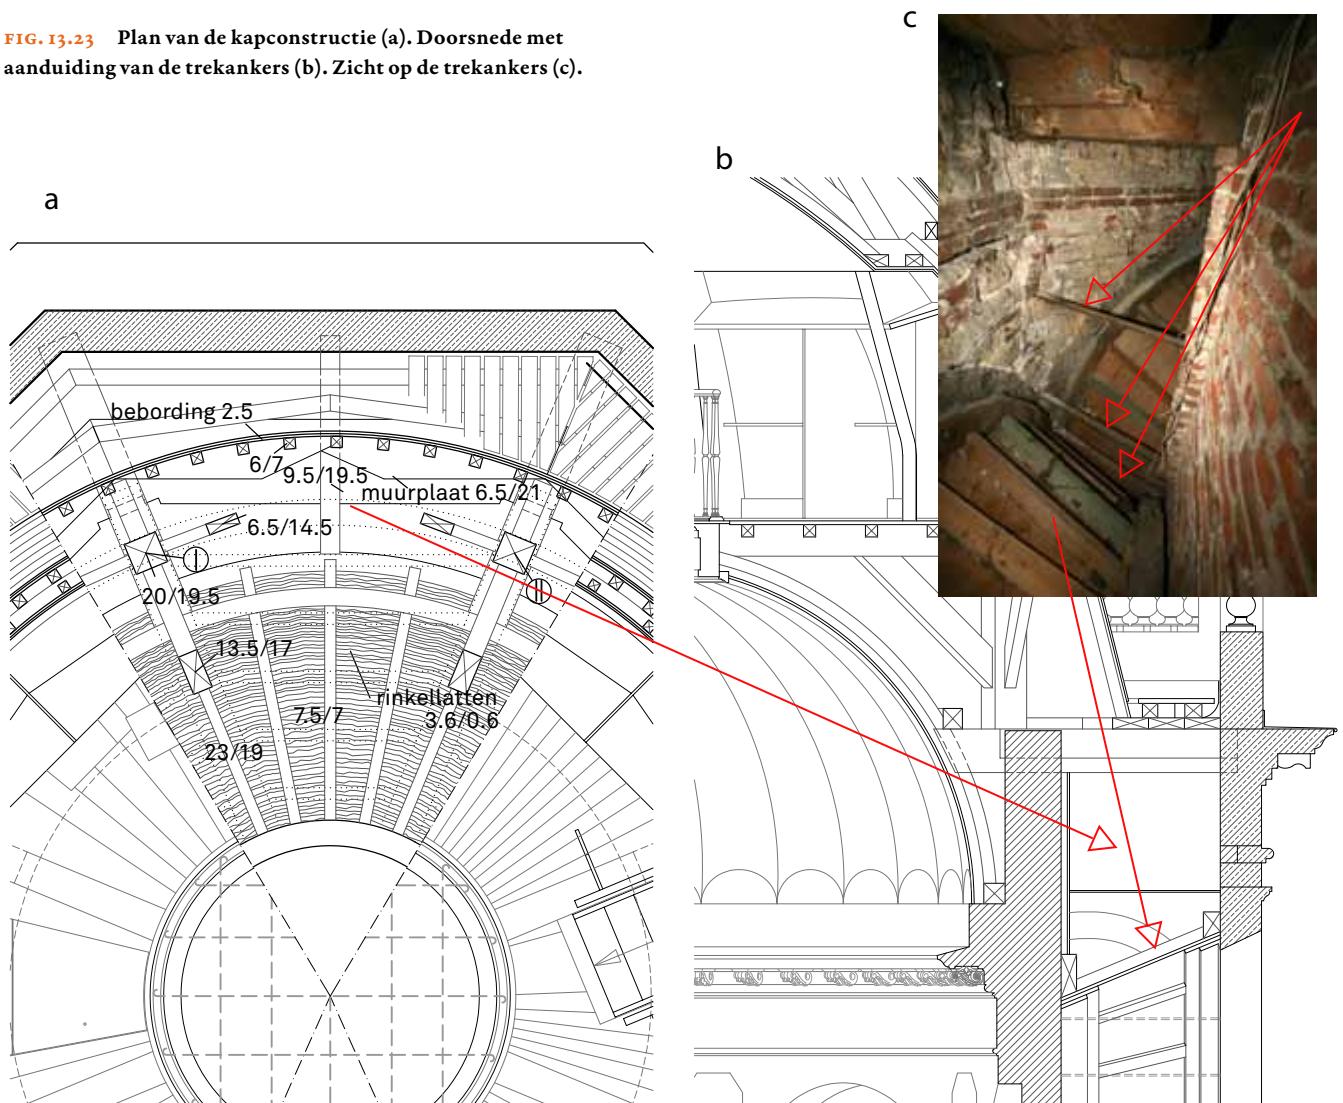 FIG. 13.23 Plan van de kapconstructie (a). Doorsnede met
aanduiding van de trekankers (b). Zicht op de trekankers (c).
c
b
a
bebording 2.5
6/7
9.5/19.5
muurplaat 6.5/21
6.5/14.5
I
II
20/19.5
13.5/17
rinkellatten
3.6/0.6
7.5/7
23/19